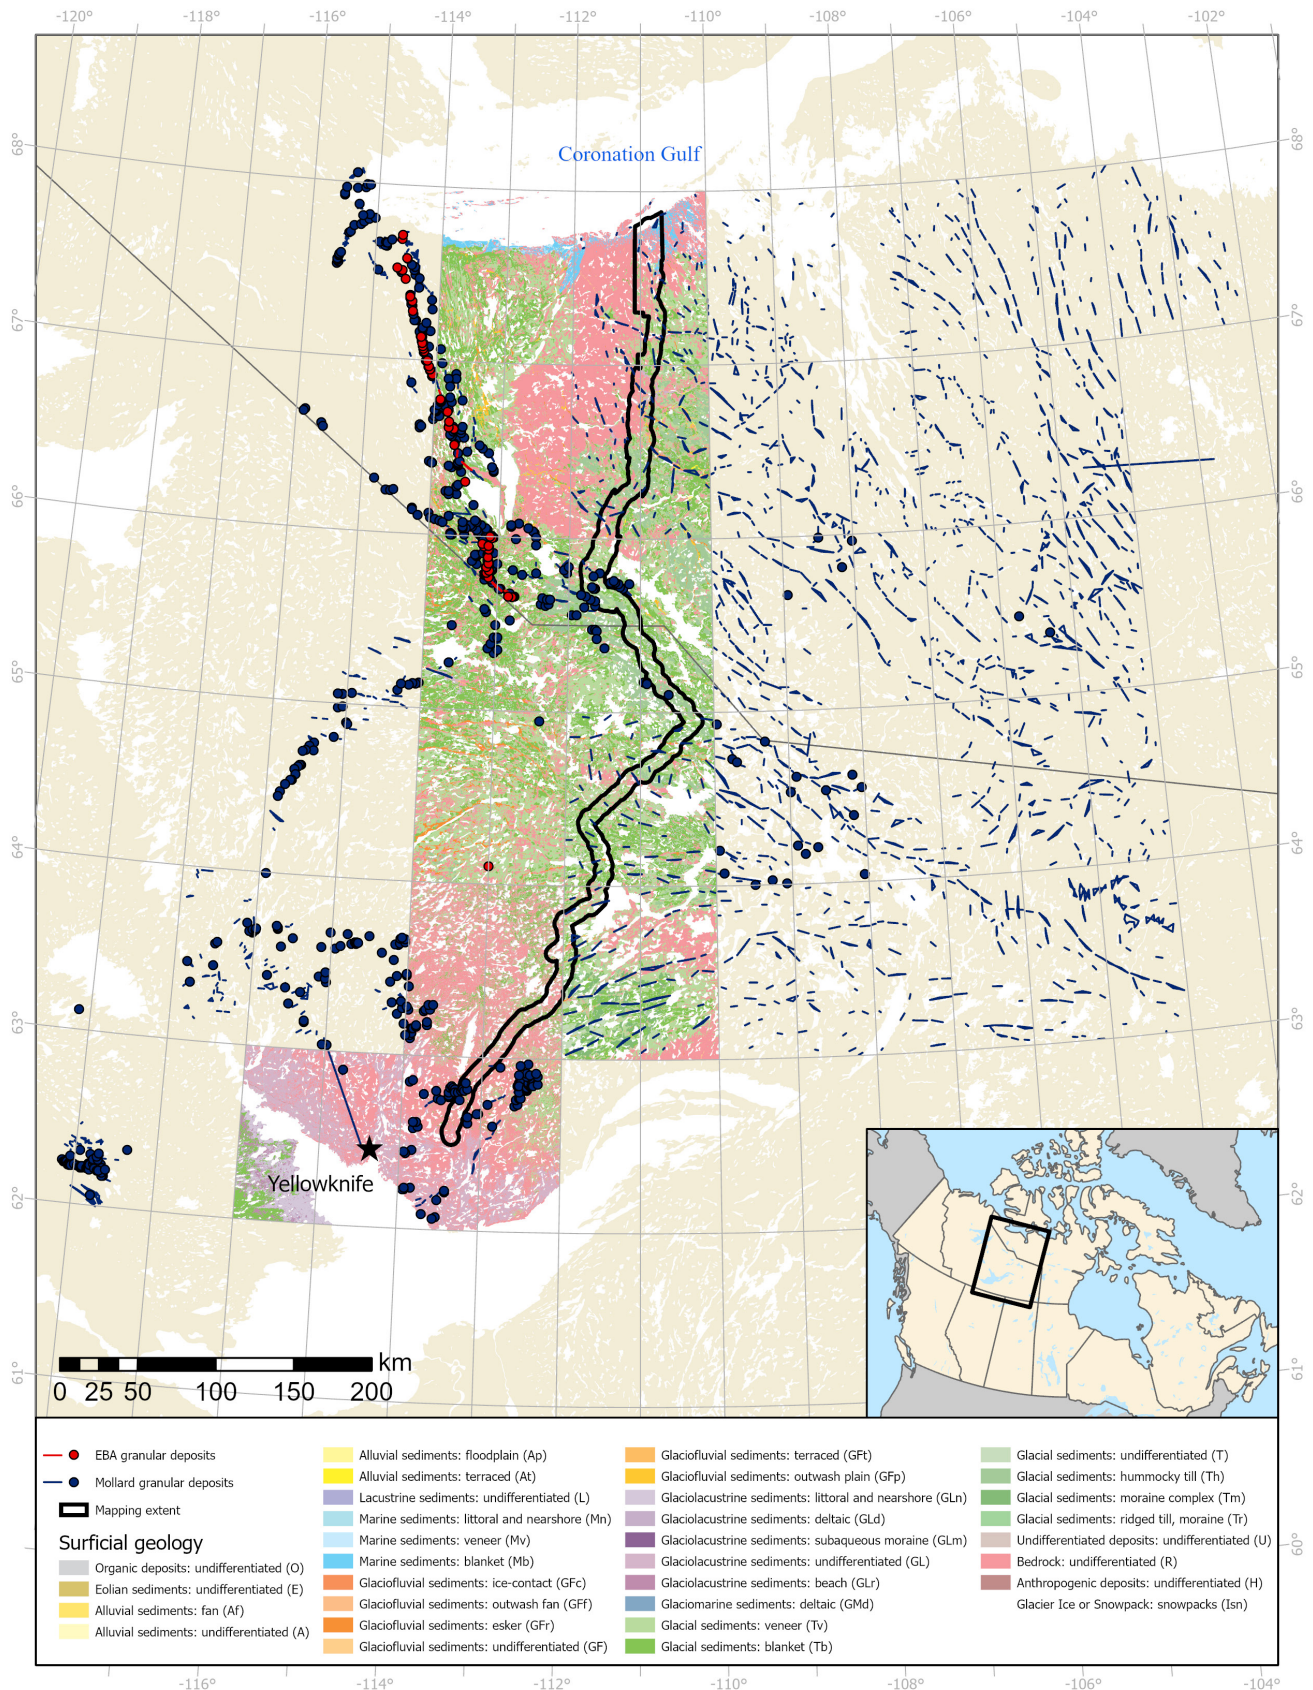 -120° -118° -116° -114° -112° -110° -108° -106° -104° -102°
68° 68°
Coronation Gulf
67° 67°
66° 66°
65° 65°
64° 64°
63° 63°
62° 62°
Yellowknife
61° 61°
km
0 25 50 100 150 200
EBA granular deposits
Mollard granular deposits
Mapping extent
Surficial geology
Organic deposits: undifferentiated (O)
Eolian sediments: undifferentiated (E)
Alluvial sediments: fan (Af)
Alluvial sediments: undifferentiated (A)
Alluvial sediments: floodplain (Ap)
Alluvial sediments: terraced (At)
Lacustrine sediments: undifferentiated (L)
Marine sediments: littoral and nearshore (Mn)
Marine sediments: veneer (Mv)
Marine sediments: blanket (Mb)
Glaciofluvial sediments: ice-contact (GFc)
Glaciofluvial sediments: outwash fan (GFf)
Glaciofluvial sediments: esker (GFr)
Glaciofluvial sediments: undifferentiated (GF)
Glaciofluvial sediments: terraced (GFt)
Glaciofluvial sediments: outwash plain (GFp)
Glaciolacustrine sediments: littoral and nearshore (GLn)
Glaciolacustrine sediments: deltaic (GLd)
Glaciolacustrine sediments: subaqueous moraine (GLm)
Glaciolacustrine sediments: undifferentiated (GL)
Glaciolacustrine sediments: beach (GLr)
Glaciomarine sediments: deltaic (GMd)
Glacial sediments: veneer (Tv)
Glacial sediments: blanket (Tb)
Glacial sediments: undifferentiated (T)
Glacial sediments: hummocky till (Th)
Glacial sediments: moraine complex (Tm)
Glacial sediments: ridged till, moraine (Tr)
Undifferentiated deposits: undifferentiated (U)
Bedrock: undifferentiated (R)
Anthropogenic deposits: undifferentiated (H)
Glacier Ice or Snowpack: snowpacks (Isn)
60°
-116° -114° -112° -110° -108° -106° -104°